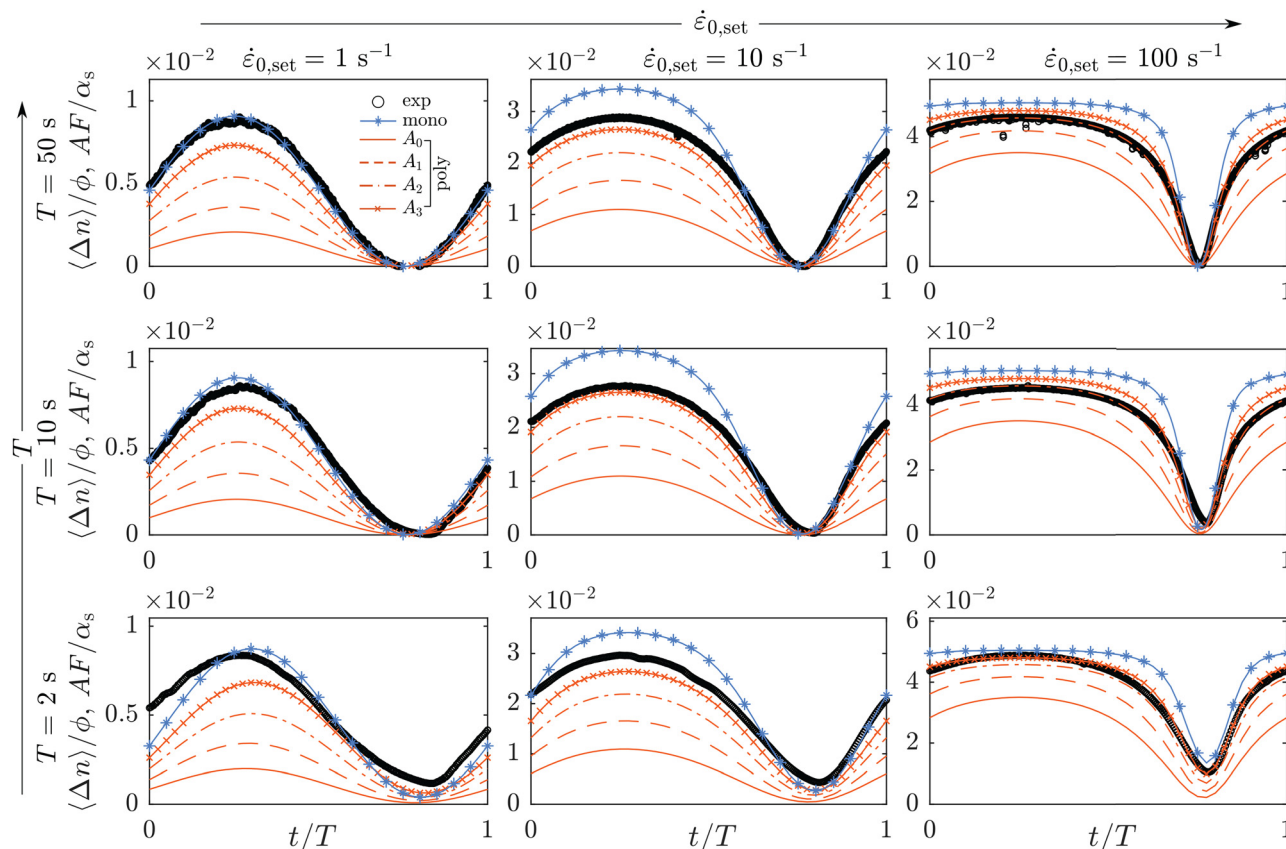 ε̇₀,set
ε̇₀,set = 1 s⁻¹
ε̇₀,set = 10 s⁻¹
ε̇₀,set = 100 s⁻¹
T
T = 50 s
⟨Δn⟩/ϕ, AF/αₛ
×10⁻²
1
0.5
0
0
1
exp
mono
A₀
A₁
A₂
A₃
poly
×10⁻²
3
2
1
0
0
1
×10⁻²
4
2
0
0
1
T = 10 s
⟨Δn⟩/ϕ, AF/αₛ
×10⁻²
1
0.5
0
0
1
×10⁻²
3
2
1
0
0
1
×10⁻²
4
2
0
0
1
T = 2 s
⟨Δn⟩/ϕ, AF/αₛ
×10⁻²
1
0.5
0
0
1
t/T
×10⁻²
3
2
1
0
0
1
t/T
×10⁻²
6
4
2
0
0
1
t/T